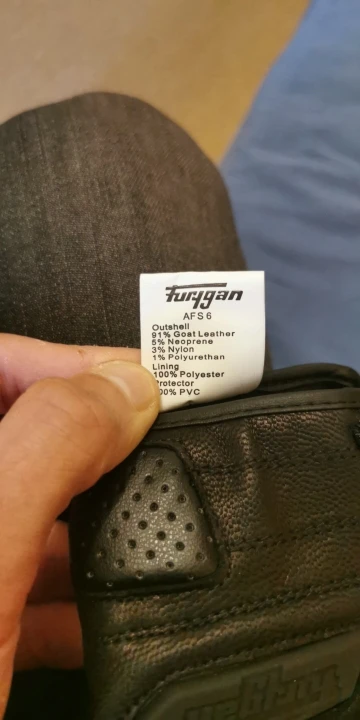 Furygan
AFS 6
Outshell
91% Goat Leather
5% Neoprene
3% Nylon
1% Polyurethan
Lining
100% Polyester
Protector
100% PVC